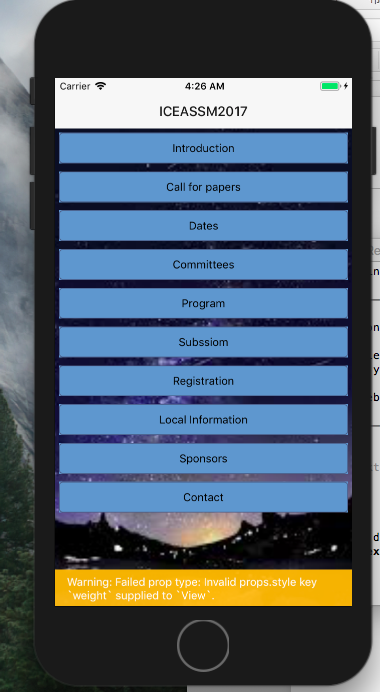 Carrier 4:26 AM
ICEASSM2017
Introduction
Call for papers
Dates
Committees
Program
Subssiom
Registration
Local Information
Sponsors
Contact
Warning: Failed prop type: Invalid props.style key
`weight` supplied to `View`.